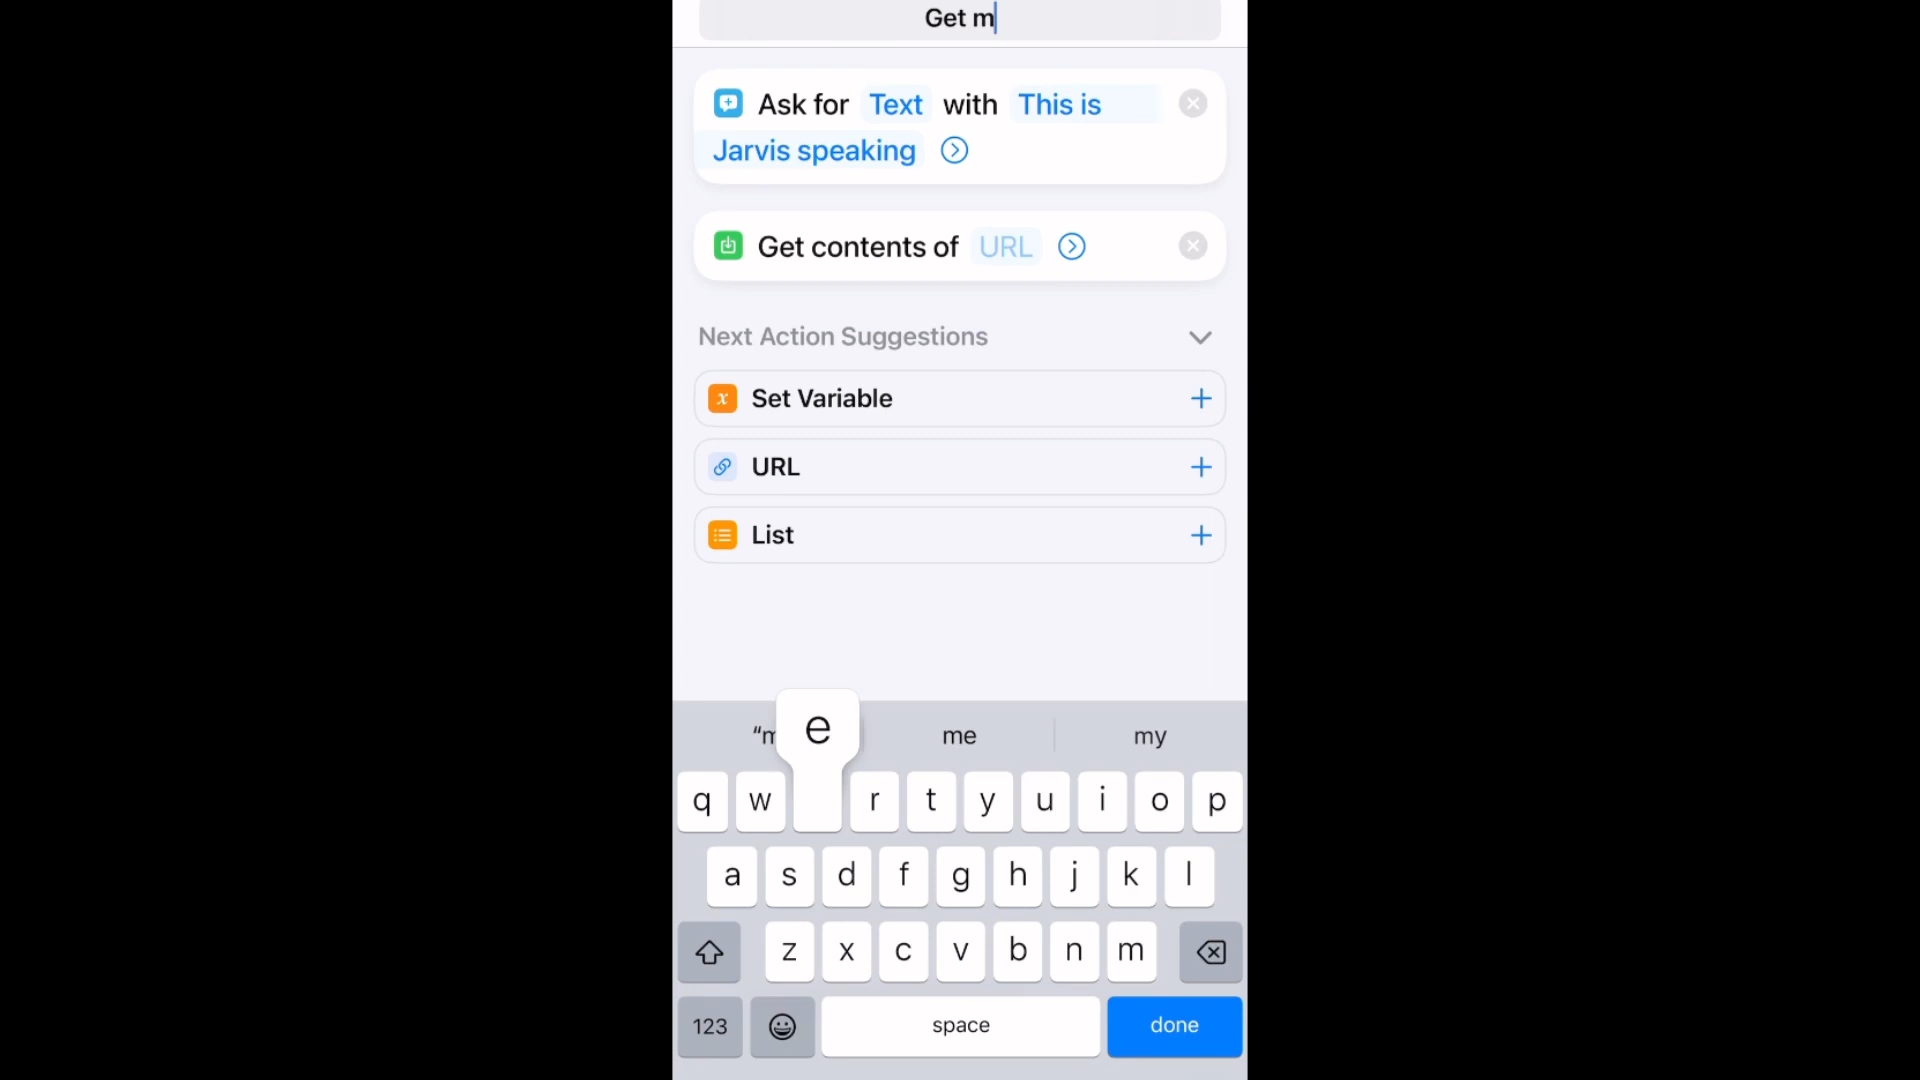 Get m
Ask for Text with This is
Jarvis speaking
Get contents of URL
Next Action Suggestions
Set Variable
URL
List
e
“m me my
q w r t y u i o p
a s d f g h j k l
z x c v b n m
123 space done